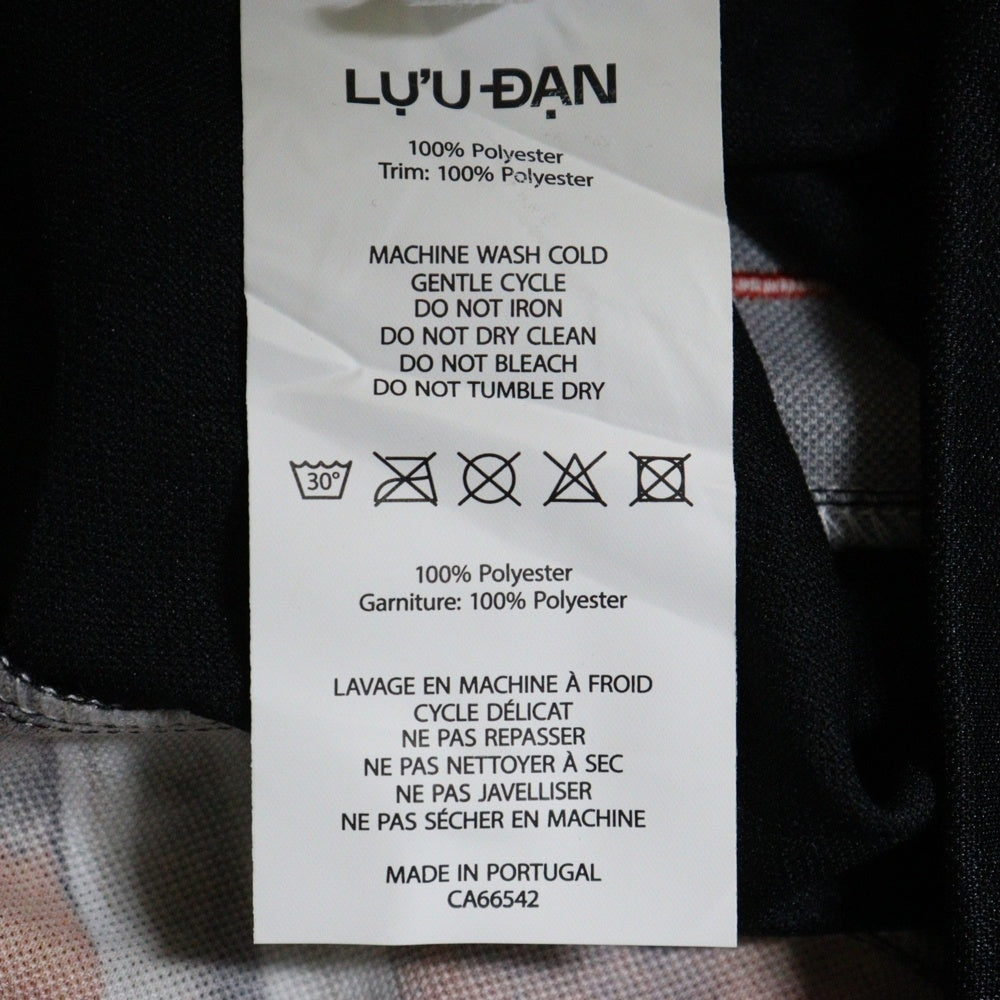 LỰU ĐẠN
100% Polyester
Trim: 100% Polyester
MACHINE WASH COLD
GENTLE CYCLE
DO NOT IRON
DO NOT DRY CLEAN
DO NOT BLEACH
DO NOT TUMBLE DRY
30°
100% Polyester
Garniture: 100% Polyester
LAVAGE EN MACHINE À FROID
CYCLE DÉLICAT
NE PAS REPASSER
NE PAS NETTOYER À SEC
NE PAS JAVELLISER
NE PAS SÉCHER EN MACHINE
MADE IN PORTUGAL
CA66542